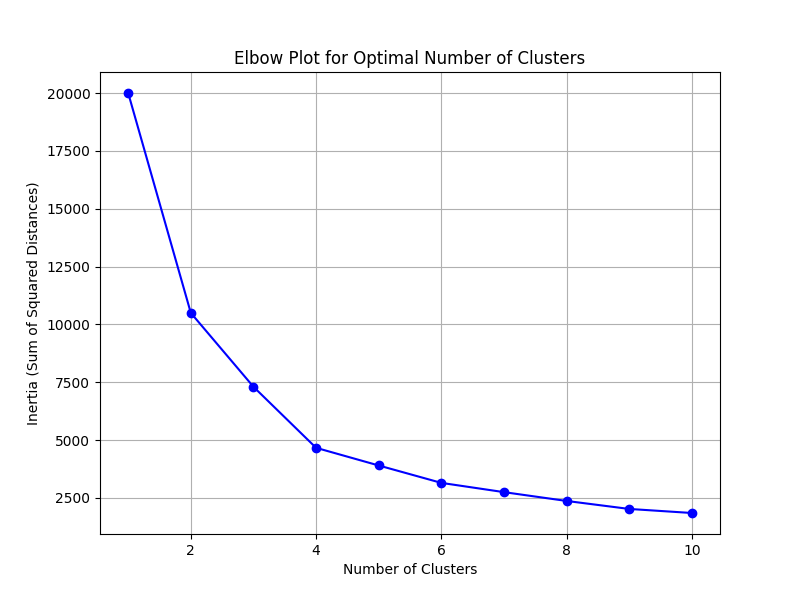 Elbow Plot for Optimal Number of Clusters
20000
17500
15000
12500
10000
7500
5000
2500
Inertia (Sum of Squared Distances)
2 4 6 8 10
Number of Clusters